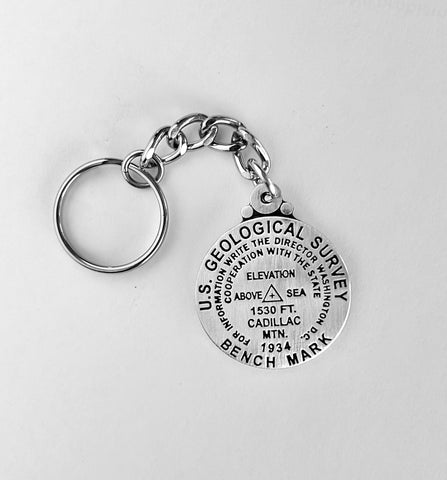 U.S. GEOLOGICAL SURVEY
FOR INFORMATION WRITE THE DIRECTOR WASHINGTON D.C.
COOPERATION WITH THE STATE
ELEVATION
ABOVE SEA
1530 FT.
CADILLAC
MTN.
1934
BENCH MARK